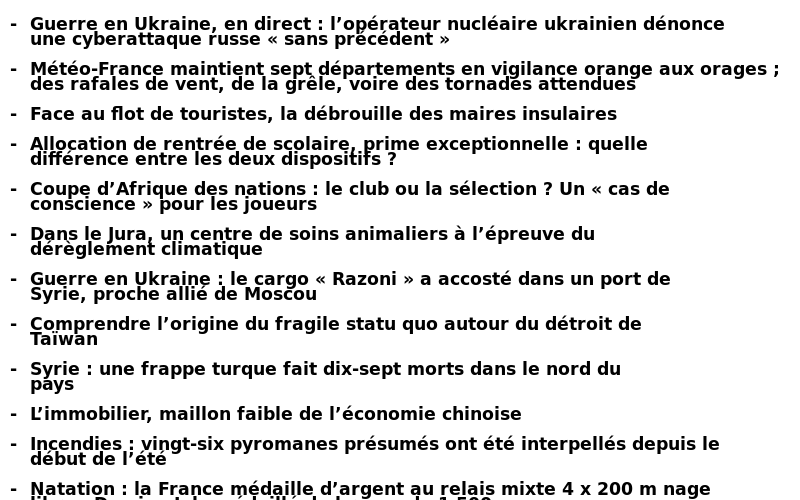 - Guerre en Ukraine, en direct : l’opérateur nucléaire ukrainien dénonce
une cyberattaque russe « sans précédent »
- Météo-France maintient sept départements en vigilance orange aux orages ;
des rafales de vent, de la grêle, voire des tornades attendues
- Face au flot de touristes, la débrouille des maires insulaires
- Allocation de rentrée de scolaire, prime exceptionnelle : quelle
différence entre les deux dispositifs ?
- Coupe d’Afrique des nations : le club ou la sélection ? Un « cas de
conscience » pour les joueurs
- Dans le Jura, un centre de soins animaliers à l’épreuve du
dérèglement climatique
- Guerre en Ukraine : le cargo « Razoni » a accosté dans un port de
Syrie, proche allié de Moscou
- Comprendre l’origine du fragile statu quo autour du détroit de
Taïwan
- Syrie : une frappe turque fait dix-sept morts dans le nord du
pays
- L’immobilier, maillon faible de l’économie chinoise
- Incendies : vingt-six pyromanes présumés ont été interpellés depuis le
début de l’été
- Natation : la France médaille d’argent au relais mixte 4 x 200 m nage